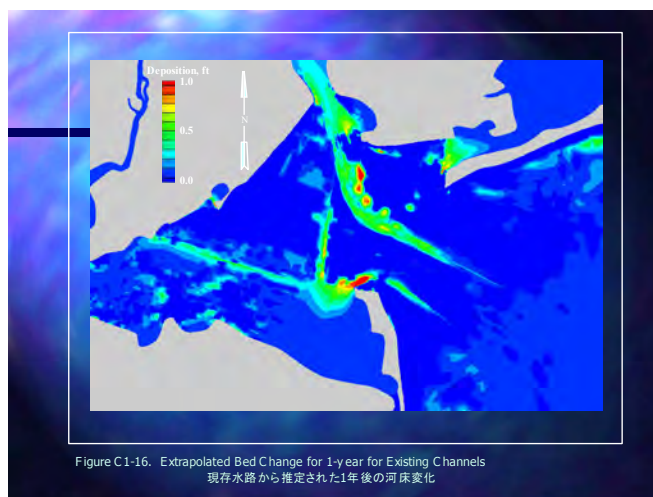 Deposition, ft
1.0
0.5
0.0
N
Figure C1-16. Extrapolated Bed Change for 1-year for Existing Channels
現存水路から推定された1年後の河床変化